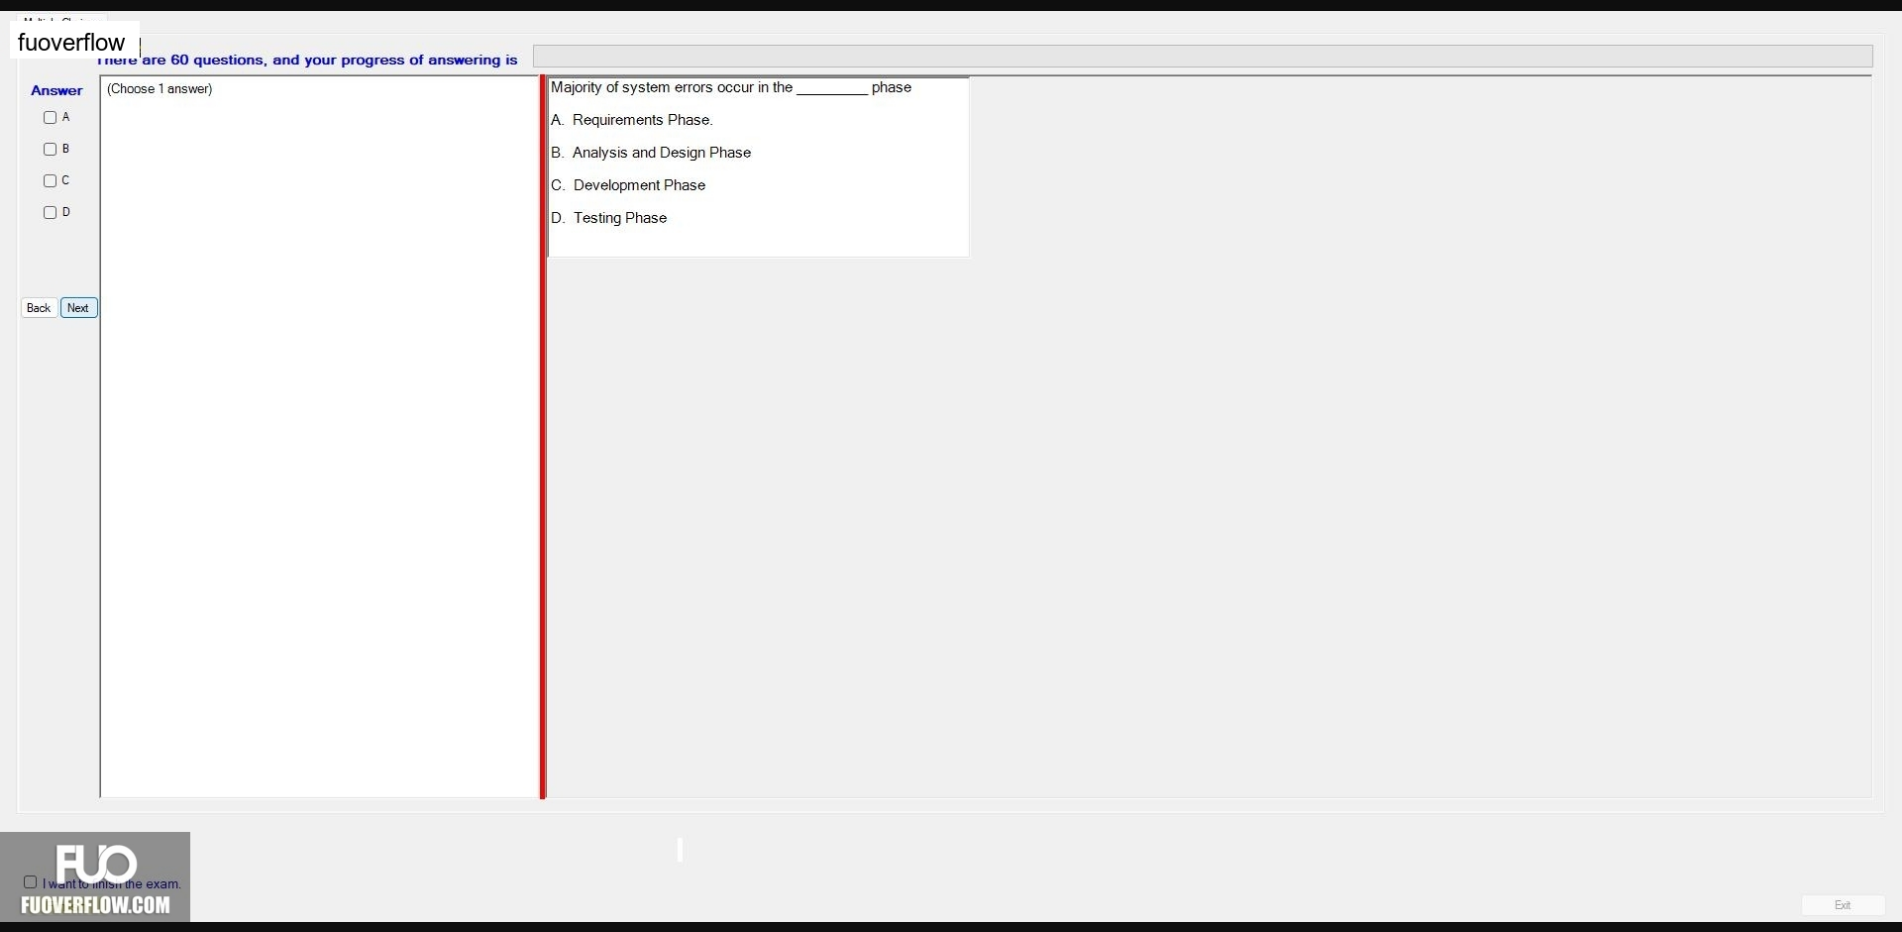 fuoverflow
There are 60 questions, and your progress of answering is
Answer
(Choose 1 answer)
A
B
C
D
Back
Next
Majority of system errors occur in the _________ phase
A. Requirements Phase.
B. Analysis and Design Phase
C. Development Phase
D. Testing Phase
FUO
I want to finish the exam.
FUOVERFLOW.COM
Exit